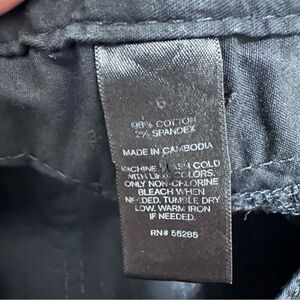 98% COTTON
2% SPANDEX
MADE IN CAMBODIA
MACHINE WASH COLD
WITH LIKE COLORS,
ONLY NON-CHLORINE
BLEACH WHEN
NEEDED. TUMBLE DRY
LOW. WARM IRON
IF NEEDED.
RN# 55285